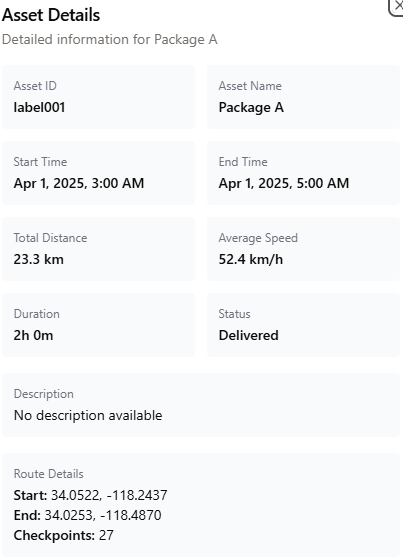 Asset Details
Detailed information for Package A
Asset ID
label001
Asset Name
Package A
Start Time
Apr 1, 2025, 3:00 AM
End Time
Apr 1, 2025, 5:00 AM
Total Distance
23.3 km
Average Speed
52.4 km/h
Duration
2h 0m
Status
Delivered
Description
No description available
Route Details
Start: 34.0522, -118.2437
End: 34.0253, -118.4870
Checkpoints: 27